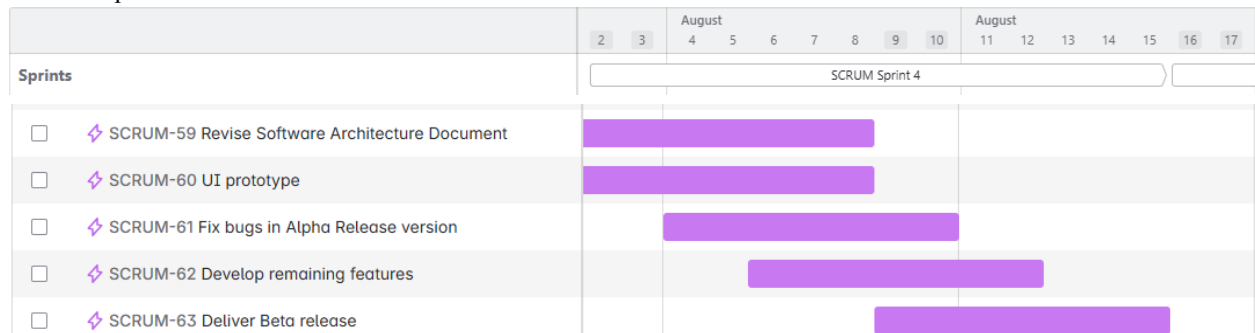 August August
2 3 4 5 6 7 8 9 10 11 12 13 14 15 16 17
Sprints SCRUM Sprint 4
SCRUM-59 Revise Software Architecture Document
SCRUM-60 UI prototype
SCRUM-61 Fix bugs in Alpha Release version
SCRUM-62 Develop remaining features
SCRUM-63 Deliver Beta release